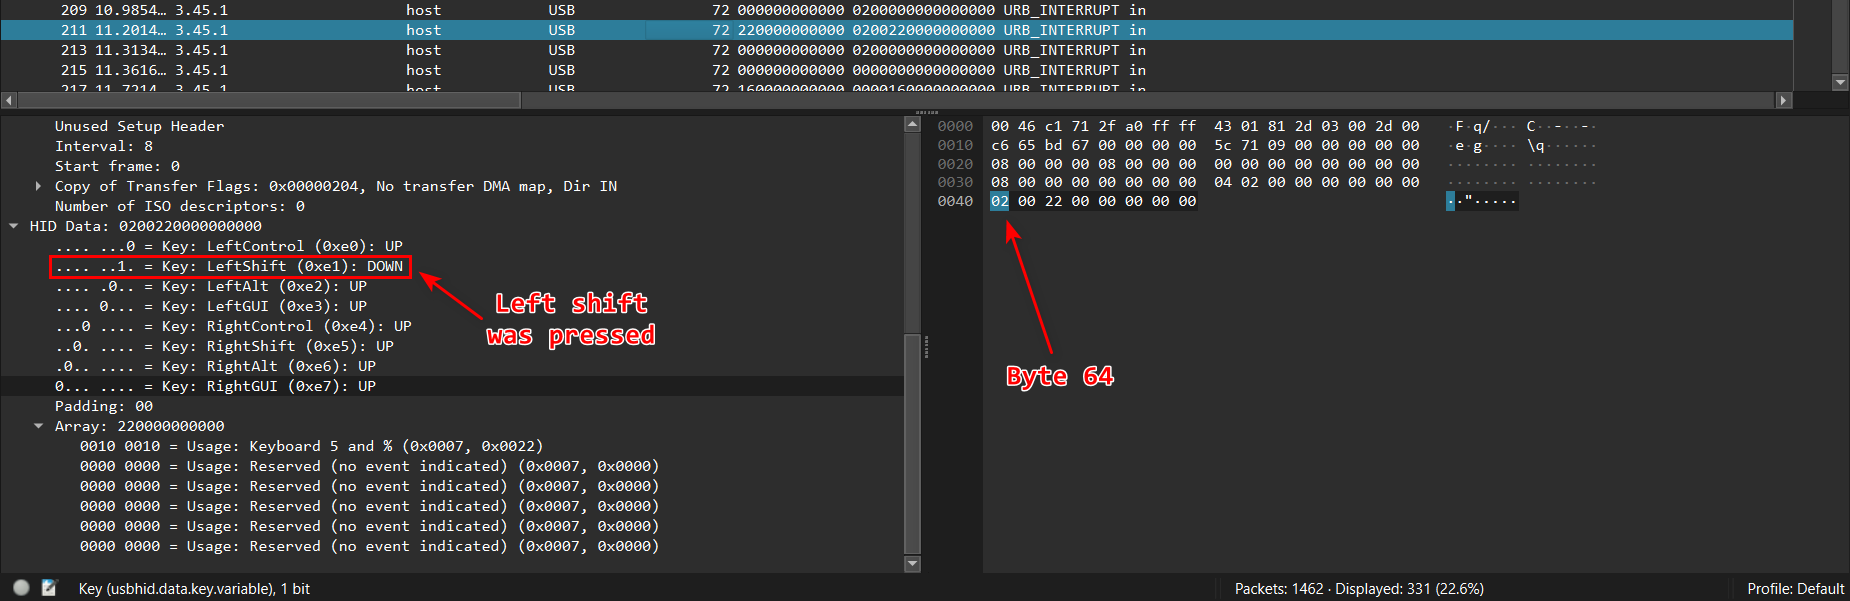 209 10.9854… 3.45.1 host USB 72 000000000000 0200000000000000 URB_INTERRUPT in
211 11.2014… 3.45.1 host USB 72 220000000000 0200220000000000 URB_INTERRUPT in
213 11.3134… 3.45.1 host USB 72 000000000000 0200000000000000 URB_INTERRUPT in
215 11.3616… 3.45.1 host USB 72 000000000000 0000000000000000 URB_INTERRUPT in
217 11.7214… 3.45.1 host USB 72 160000000000 0000160000000000 URB_INTERRUPT in
Unused Setup Header
Interval: 8
Start frame: 0
Copy of Transfer Flags: 0x00000204, No transfer DMA map, Dir IN
Number of ISO descriptors: 0
HID Data: 0200220000000000
.... ...0 = Key: LeftControl (0xe0): UP
.... ..1. = Key: LeftShift (0xe1): DOWN
.... .0.. = Key: LeftAlt (0xe2): UP
.... 0... = Key: LeftGUI (0xe3): UP
...0 .... = Key: RightControl (0xe4): UP
..0. .... = Key: RightShift (0xe5): UP
.0.. .... = Key: RightAlt (0xe6): UP
0... .... = Key: RightGUI (0xe7): UP
Padding: 00
Array: 220000000000
0010 0010 = Usage: Keyboard 5 and % (0x0007, 0x0022)
0000 0000 = Usage: Reserved (no event indicated) (0x0007, 0x0000)
0000 0000 = Usage: Reserved (no event indicated) (0x0007, 0x0000)
0000 0000 = Usage: Reserved (no event indicated) (0x0007, 0x0000)
0000 0000 = Usage: Reserved (no event indicated) (0x0007, 0x0000)
0000 0000 = Usage: Reserved (no event indicated) (0x0007, 0x0000)
Left shift
was pressed
0000 00 46 c1 71 2f a0 ff ff 43 01 81 2d 03 00 2d 00 ·F·q/··· C··-··-·
0010 c6 65 bd 67 00 00 00 00 5c 71 09 00 00 00 00 00 ·e·g···· \q······
0020 08 00 00 00 08 00 00 00 00 00 00 00 00 00 00 00 ········ ········
0030 08 00 00 00 00 00 00 00 04 02 00 00 00 00 00 00 ········ ········
0040 02 00 22 00 00 00 00 00 ··"·····
Byte 64
Key (usbhid.data.key.variable), 1 bit
Packets: 1462 · Displayed: 331 (22.6%)
Profile: Default